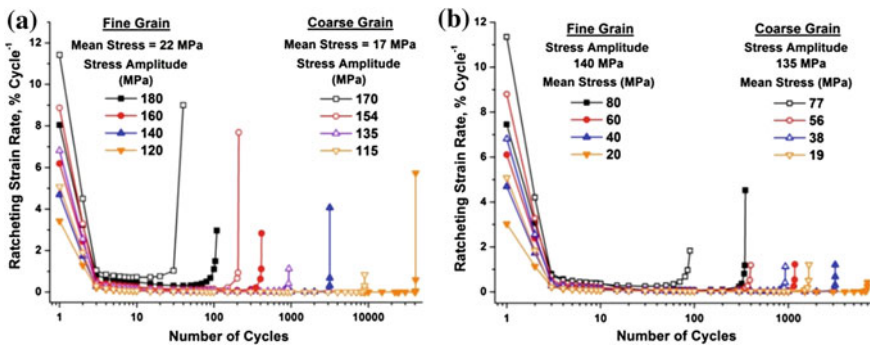 (a)
Fine Grain
Mean Stress = 22 MPa
Stress Amplitude
(MPa)
180
160
140
120
Coarse Grain
Mean Stress = 17 MPa
Stress Amplitude
(MPa)
170
154
135
115
Ratcheting Strain Rate, % Cycle-1
12
10
8
6
4
2
0
1
10
100
1000
10000
Number of Cycles
(b)
Fine Grain
Stress Amplitude
140 MPa
Mean Stress (MPa)
80
60
40
20
Coarse Grain
Stress Amplitude
135 MPa
Mean Stress (MPa)
77
56
38
19
Ratcheting Strain Rate, % Cycle-1
12
10
8
6
4
2
0
1
10
100
1000
Number of Cycles